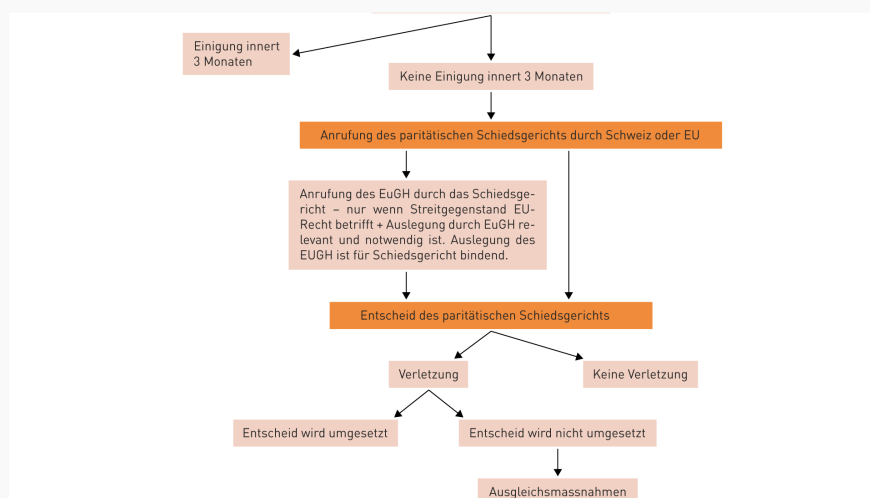 Einigung innert
3 Monaten
Keine Einigung innert 3 Monaten
Anrufung des paritätischen Schiedsgerichts durch Schweiz oder EU
Anrufung des EuGH durch das Schiedsge-
richt – nur wenn Streitgegenstand EU-
Recht betrifft + Auslegung durch EuGH re-
levant und notwendig ist. Auslegung des
EUGH ist für Schiedsgericht bindend.
Entscheid des paritätischen Schiedsgerichts
Verletzung
Keine Verletzung
Entscheid wird umgesetzt
Entscheid wird nicht umgesetzt
Ausgleichsmassnahmen